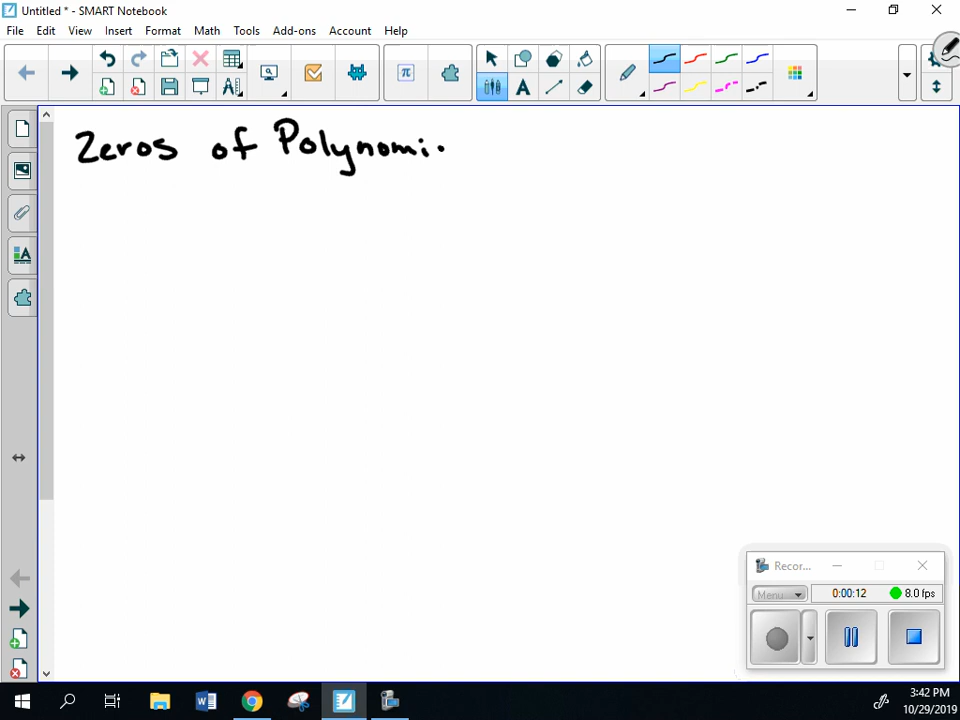 Untitled * - SMART Notebook
File Edit View Insert Format Math Tools Add-ons Account Help
π
A
A
Zeros of Polynomi.
Recor...
Menu 0:00:12 8.0 fps
3:42 PM
10/29/2019